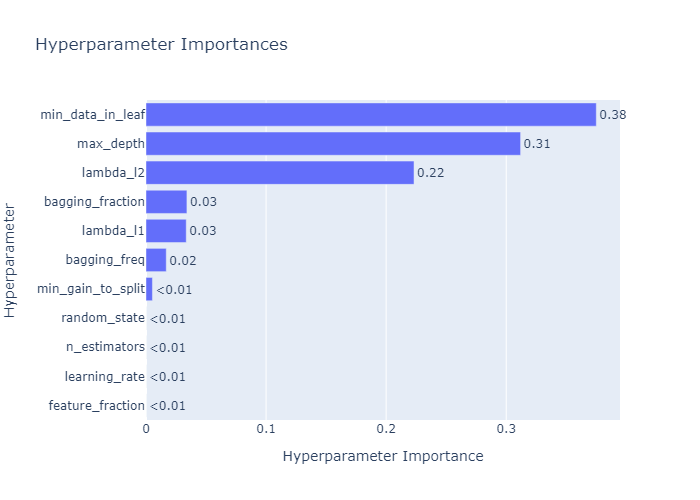 Hyperparameter Importances
Hyperparameter
min_data_in_leaf 0.38
max_depth 0.31
lambda_l2 0.22
bagging_fraction 0.03
lambda_l1 0.03
bagging_freq 0.02
min_gain_to_split <0.01
random_state <0.01
n_estimators <0.01
learning_rate <0.01
feature_fraction <0.01
0 0.1 0.2 0.3
Hyperparameter Importance